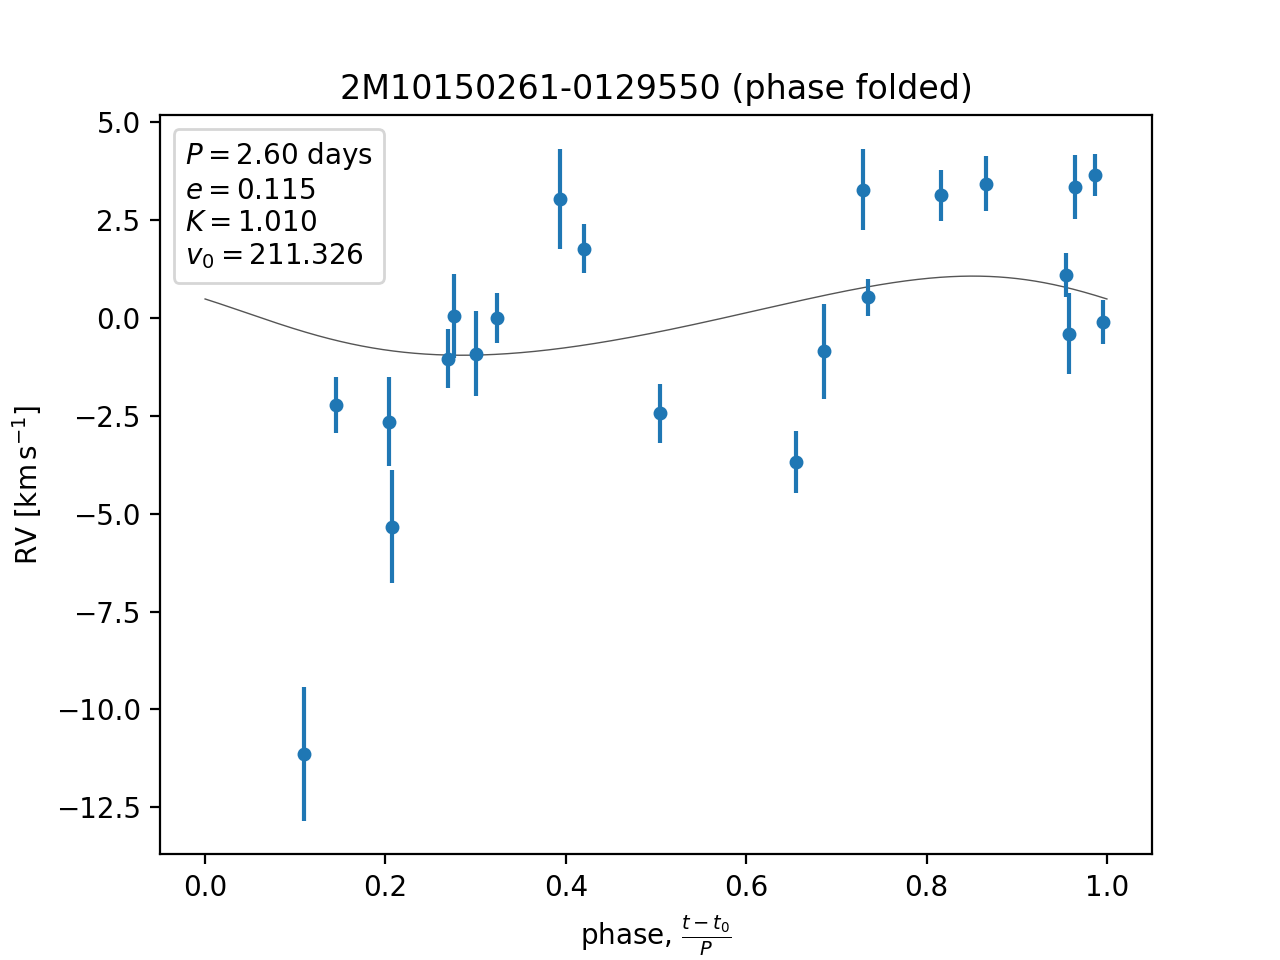 2M10150261-0129550 (phase folded)
P = 2.60 days
e = 0.115
K = 1.010
v₀ = 211.326
RV [km s⁻¹]
5.0
2.5
0.0
−2.5
−5.0
−7.5
−10.0
−12.5
0.0 0.2 0.4 0.6 0.8 1.0
phase, (t − t₀)/P